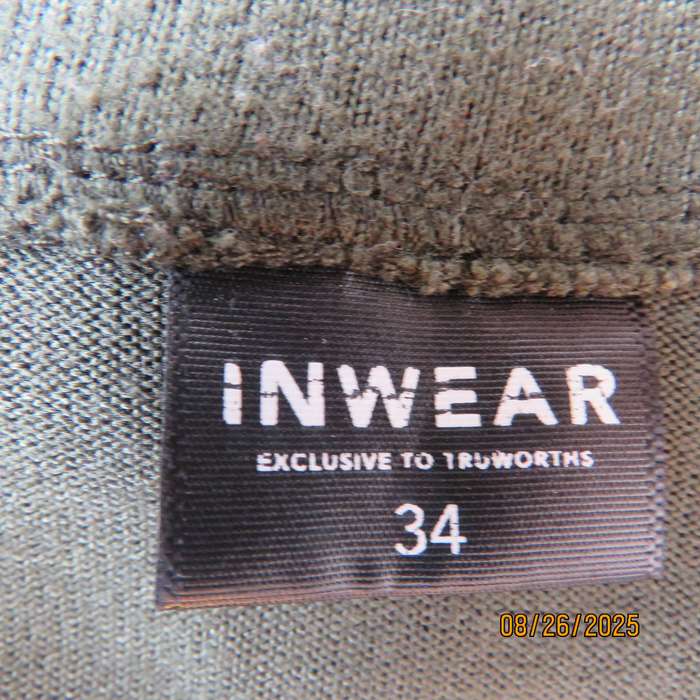 INWEAR
EXCLUSIVE TO TRUWORTHS
34
08/26/2025